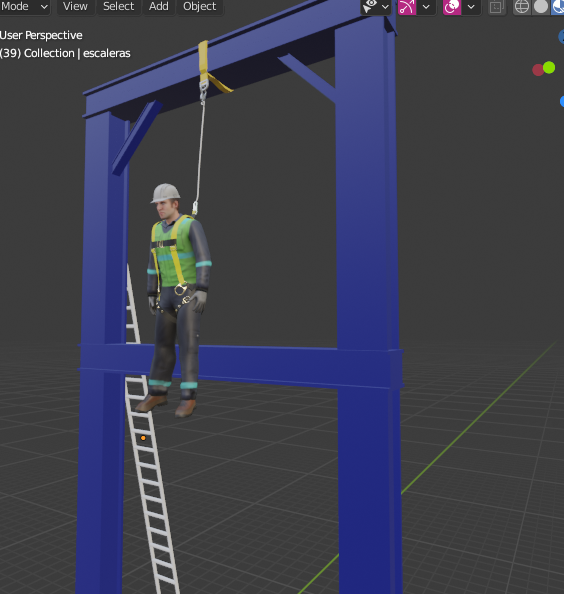 Mode View Select Add Object
User Perspective
(39) Collection | escaleras